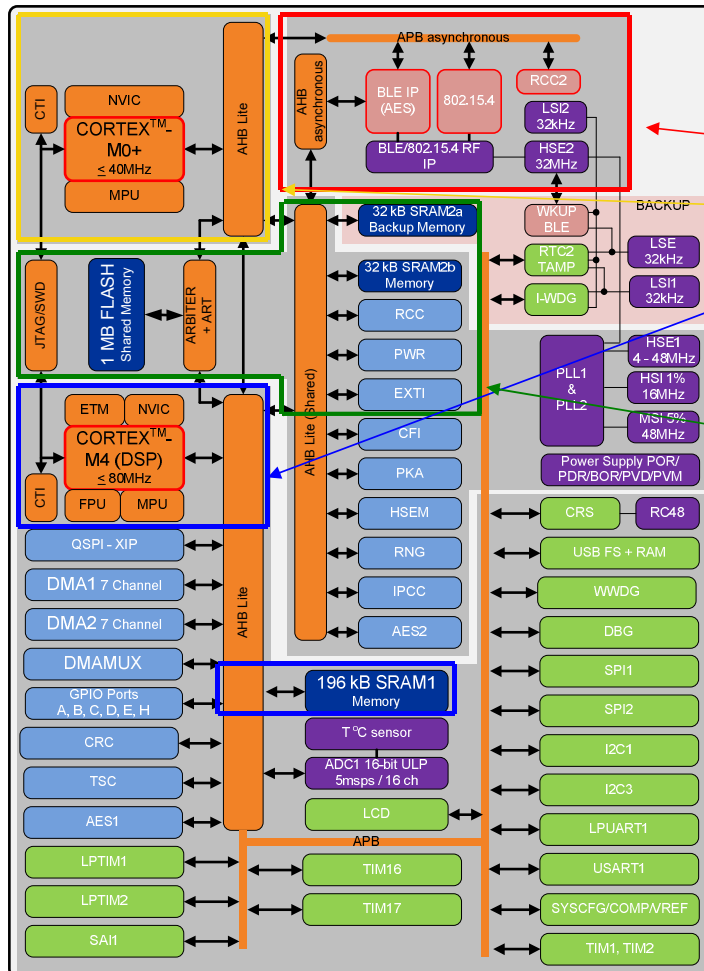 APB asynchronous
CTI
NVIC
CORTEX™-
M0+
≤ 40MHz
MPU
AHB Lite
AHB
asynchronous
BLE IP
(AES)
802.15.4
RCC2
LSI2
32kHz
BLE/802.15.4 RF
IP
HSE2
32MHz
BACKUP
32 kB SRAM2a
Backup Memory
WKUP
BLE
RTC2
TAMP
LSE
32kHz
I-WDG
LSI1
32kHz
JTAG/SWD
1 MB FLASH
Shared Memory
ARBITER
+ ART
32 kB SRAM2b
Memory
RCC
PWR
EXTI
AHB Lite (Shared)
PLL1
&
PLL2
HSE1
4 - 48MHz
HSI 1%
16MHz
MSI 5%
48MHz
ETM
NVIC
CORTEX™-
M4 (DSP)
≤ 80MHz
CTI
FPU
MPU
CFI
PKA
HSEM
RNG
IPCC
AES2
Power Supply POR/
PDR/BOR/PVD/PVM
CRS
RC48
USB FS + RAM
WWDG
DBG
SPI1
SPI2
I2C1
I2C3
LPUART1
USART1
SYSCFG/COMP/VREF
TIM1, TIM2
QSPI - XIP
DMA1 7 Channel
DMA2 7 Channel
DMAMUX
GPIO Ports
A, B, C, D, E, H
CRC
TSC
AES1
LPTIM1
LPTIM2
SAI1
AHB Lite
196 kB SRAM1
Memory
T °C sensor
ADC1 16-bit ULP
5msps / 16 ch
LCD
APB
TIM16
TIM17